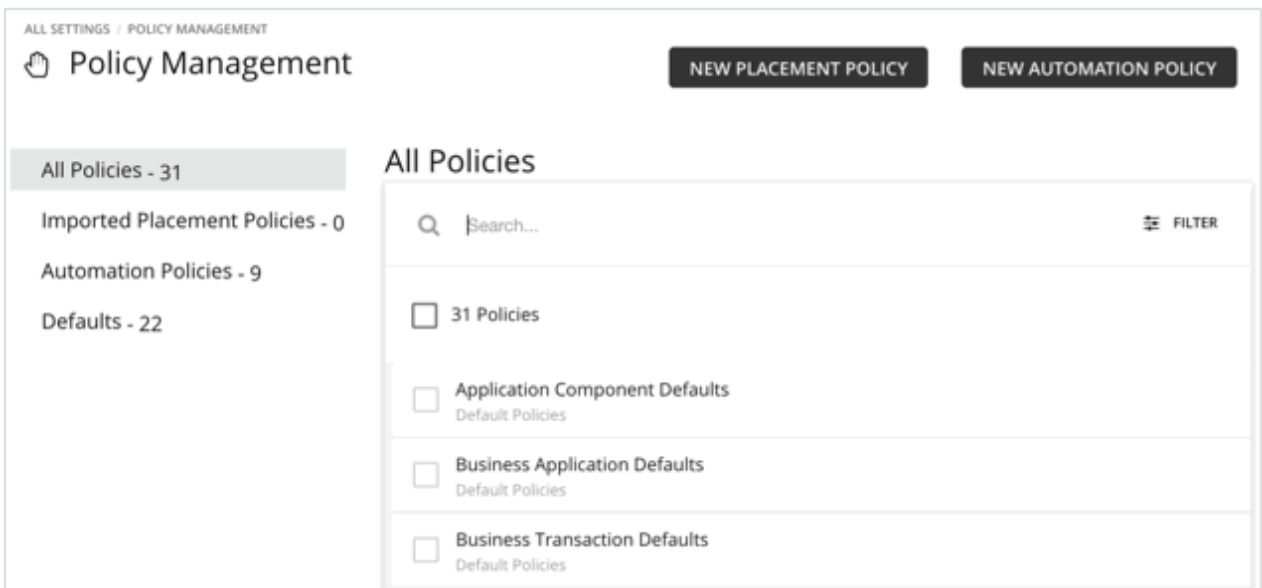 ALL SETTINGS / POLICY MANAGEMENT
Policy Management
NEW PLACEMENT POLICY
NEW AUTOMATION POLICY
All Policies - 31
Imported Placement Policies - 0
Automation Policies - 9
Defaults - 22
All Policies
Search...
FILTER
31 Policies
Application Component Defaults
Default Policies
Business Application Defaults
Default Policies
Business Transaction Defaults
Default Policies